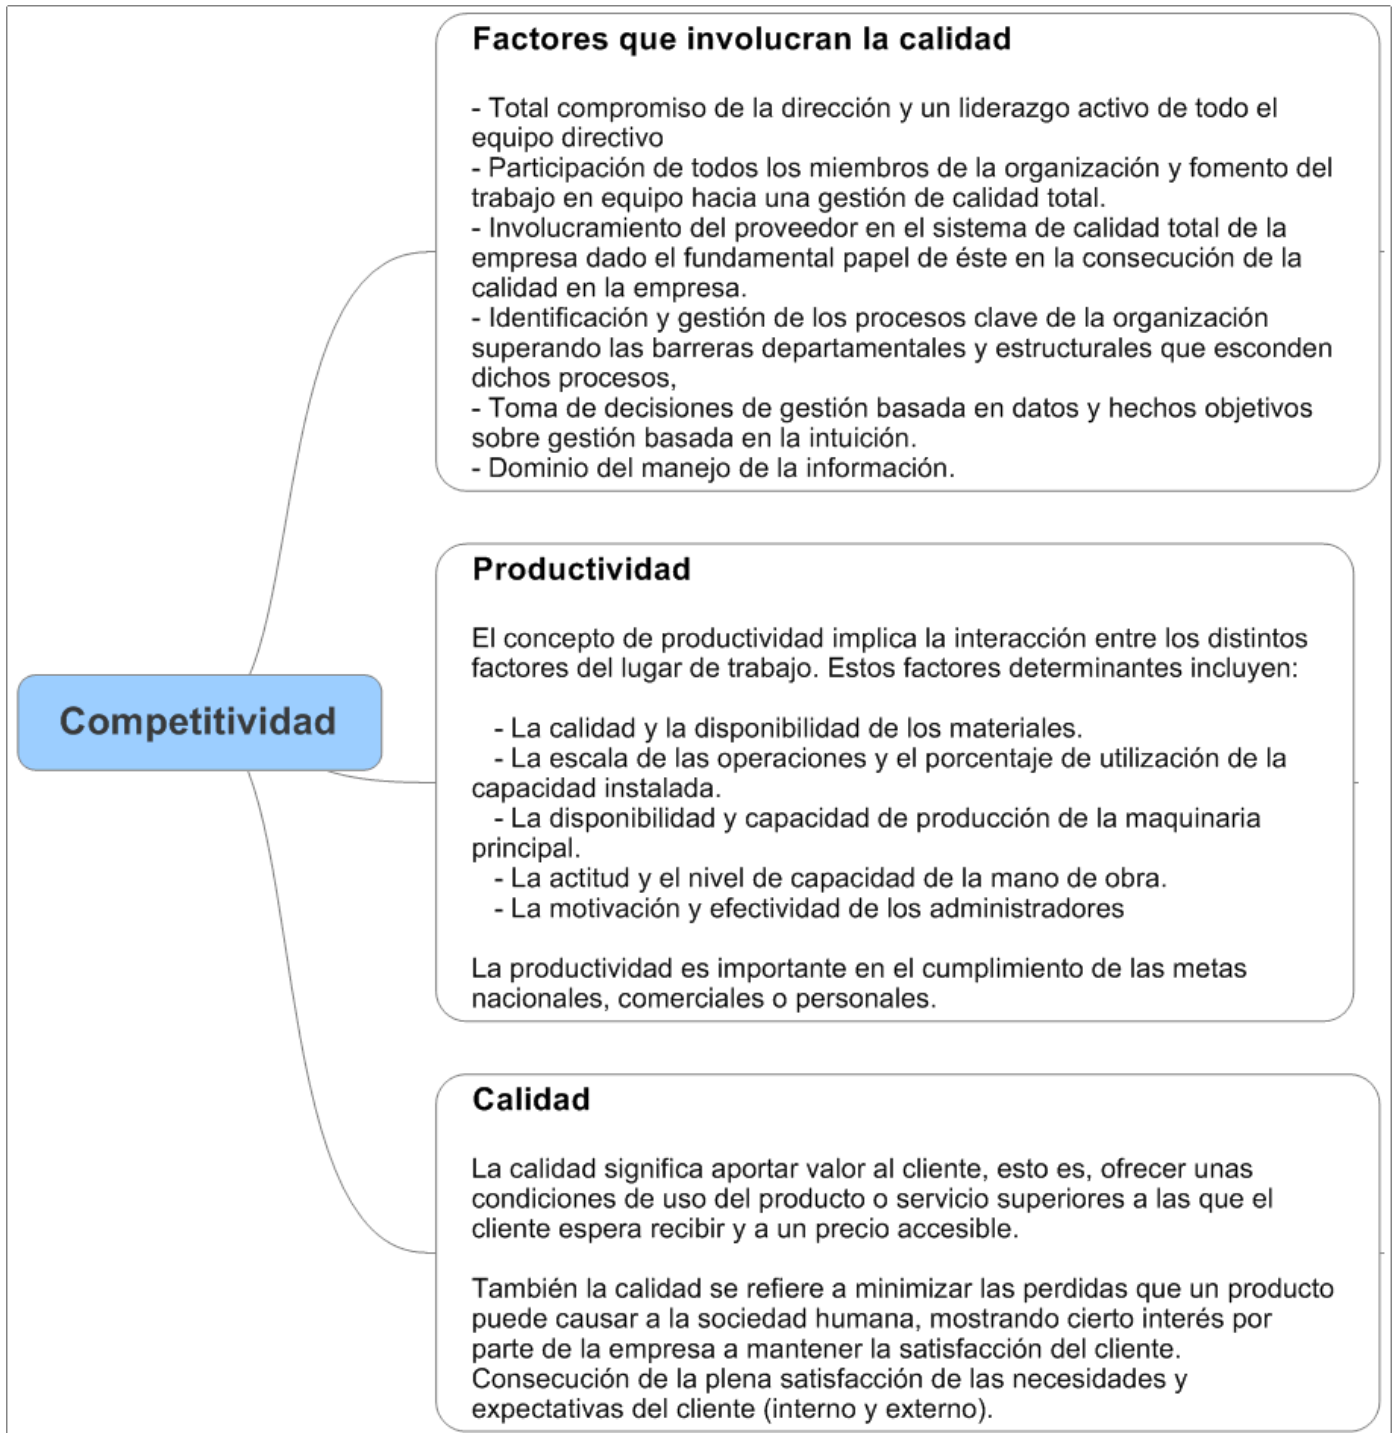 Factores que involucran la calidad
- Total compromiso de la dirección y un liderazgo activo de todo el
equipo directivo
- Participación de todos los miembros de la organización y fomento del
trabajo en equipo hacia una gestión de calidad total.
- Involucramiento del proveedor en el sistema de calidad total de la
empresa dado el fundamental papel de éste en la consecución de la
calidad en la empresa.
- Identificación y gestión de los procesos clave de la organización
superando las barreras departamentales y estructurales que esconden
dichos procesos,
- Toma de decisiones de gestión basada en datos y hechos objetivos
sobre gestión basada en la intuición.
- Dominio del manejo de la información.
Competitividad
Productividad
El concepto de productividad implica la interacción entre los distintos
factores del lugar de trabajo. Estos factores determinantes incluyen:
- La calidad y la disponibilidad de los materiales.
- La escala de las operaciones y el porcentaje de utilización de la
capacidad instalada.
- La disponibilidad y capacidad de producción de la maquinaria
principal.
- La actitud y el nivel de capacidad de la mano de obra.
- La motivación y efectividad de los administradores
La productividad es importante en el cumplimiento de las metas
nacionales, comerciales o personales.
Calidad
La calidad significa aportar valor al cliente, esto es, ofrecer unas
condiciones de uso del producto o servicio superiores a las que el
cliente espera recibir y a un precio accesible.
También la calidad se refiere a minimizar las perdidas que un producto
puede causar a la sociedad humana, mostrando cierto interés por
parte de la empresa a mantener la satisfacción del cliente.
Consecución de la plena satisfacción de las necesidades y
expectativas del cliente (interno y externo).